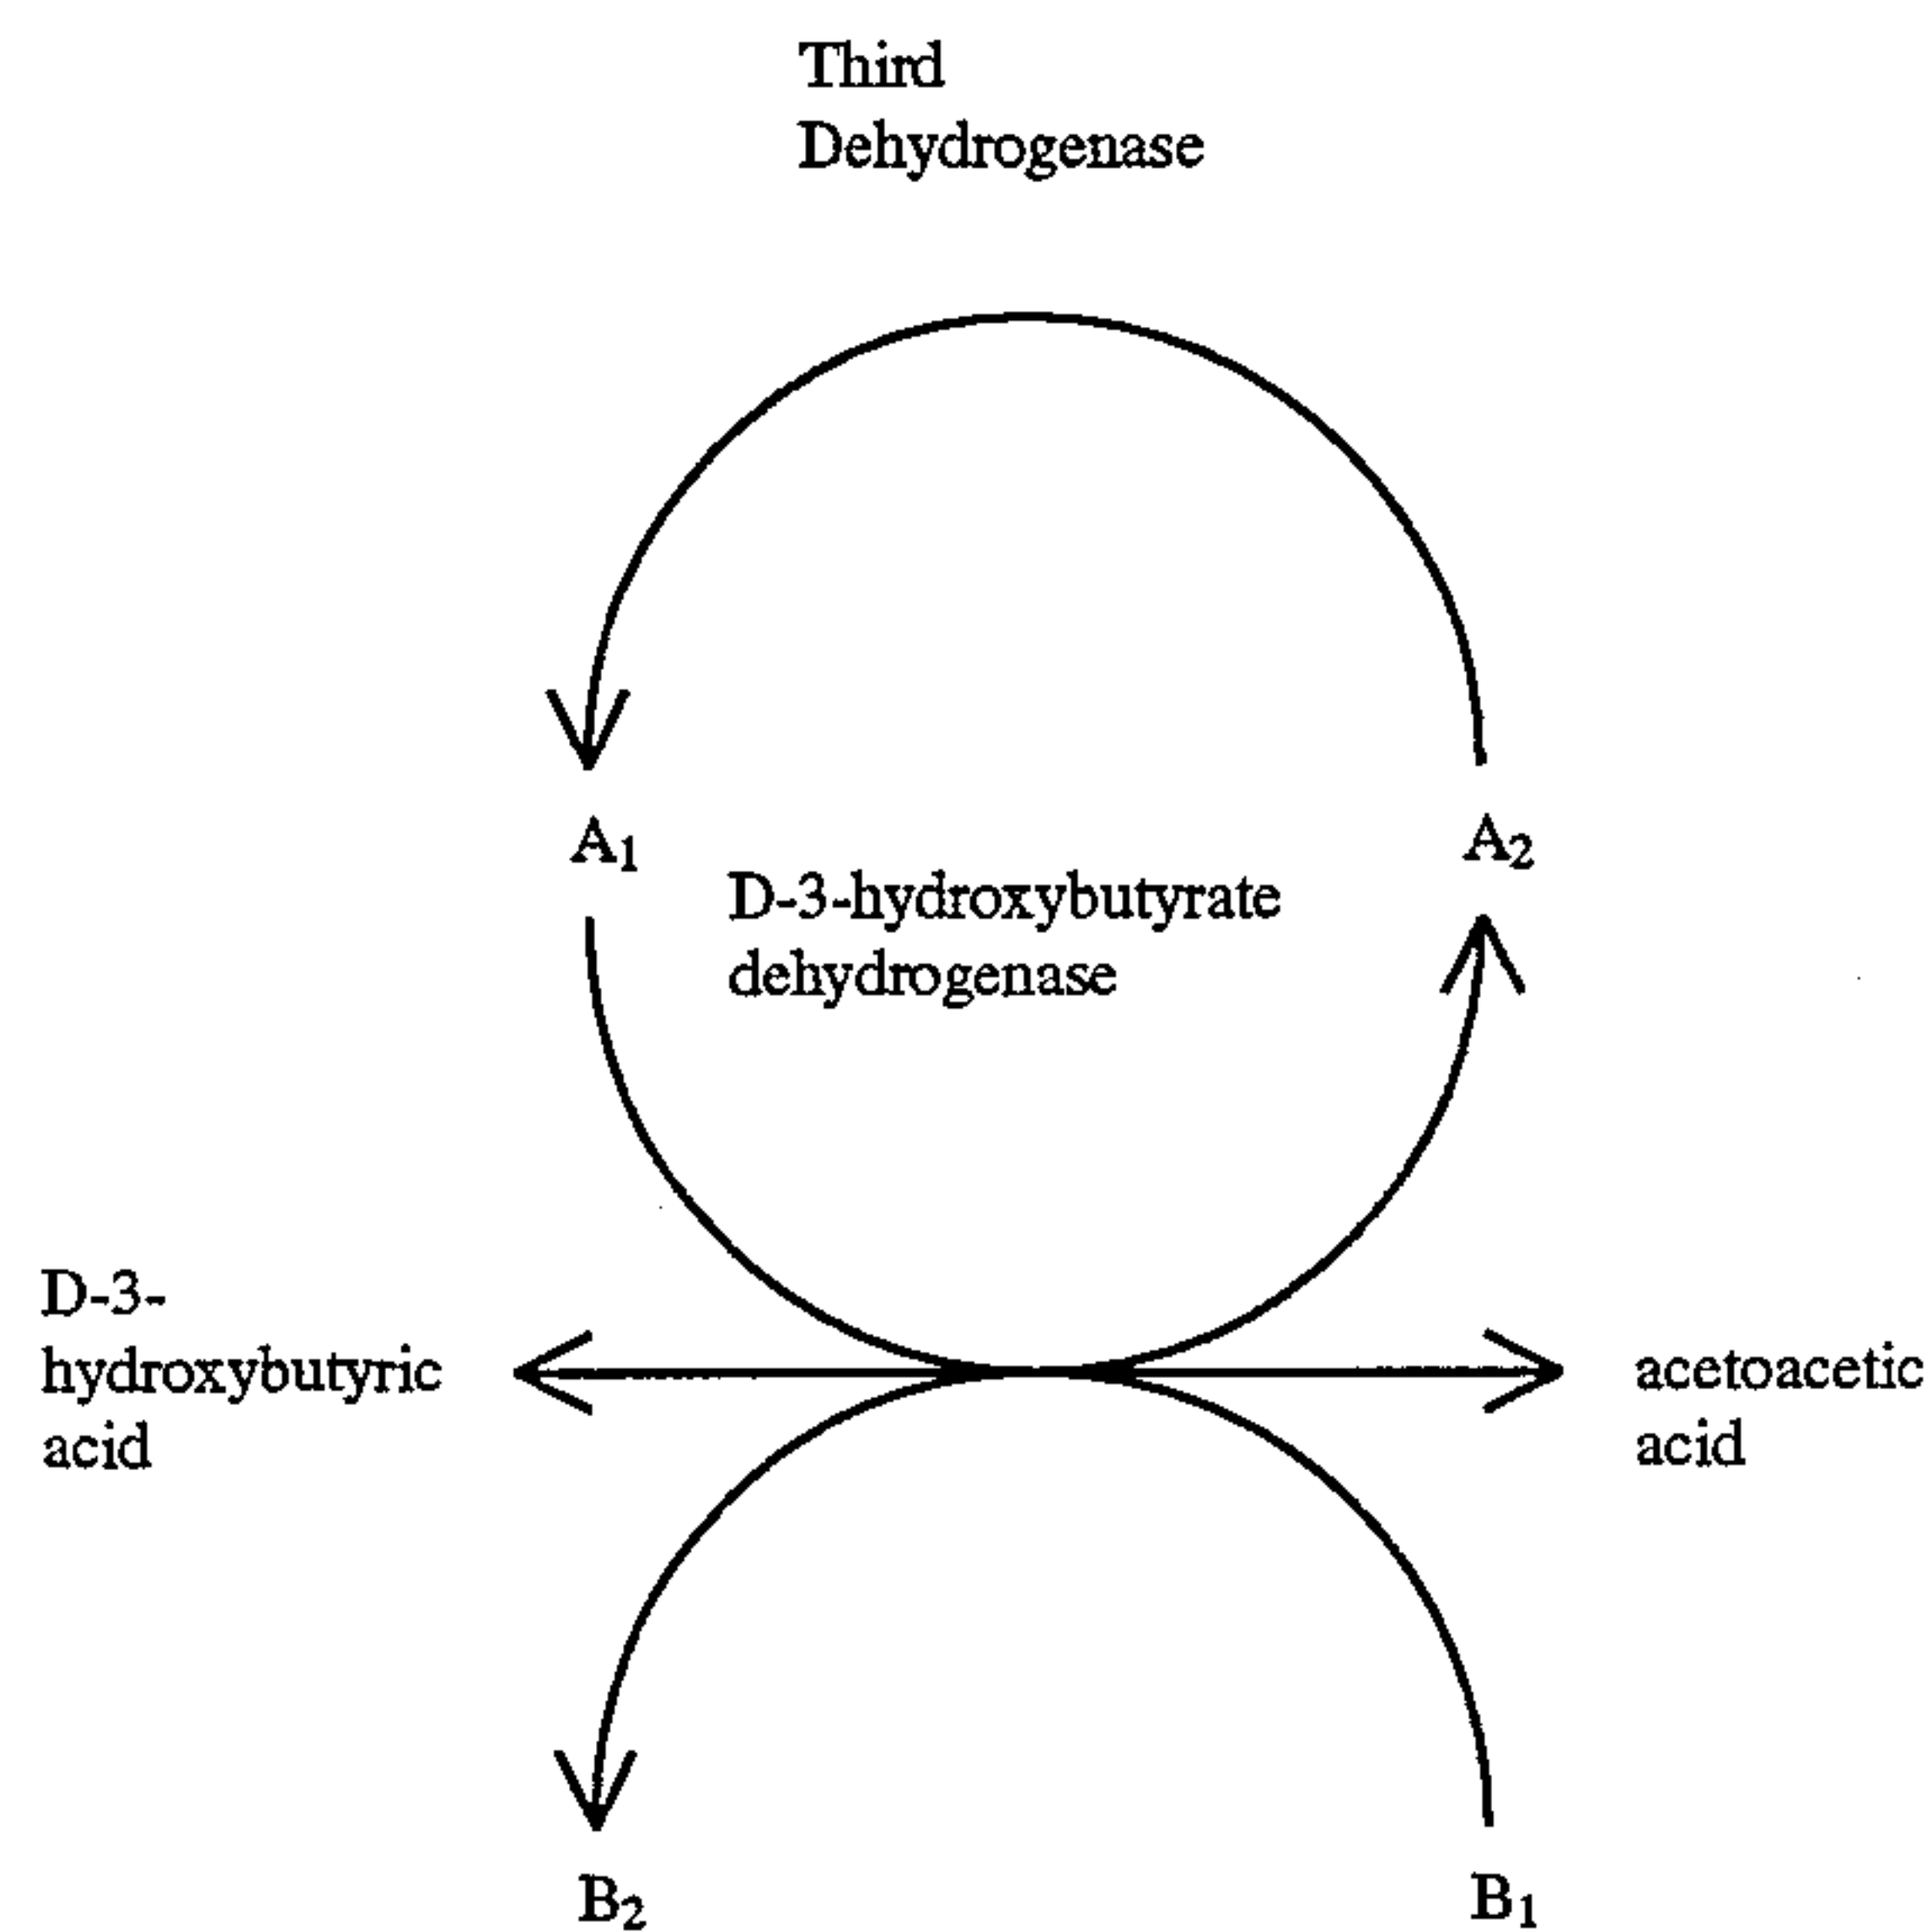 Third
Dehydrogenase
A1
A2
D-3-hydroxybutyrate
dehydrogenase
D-3-
hydroxybutyric
acid
acetoacetic
acid
B2
B1